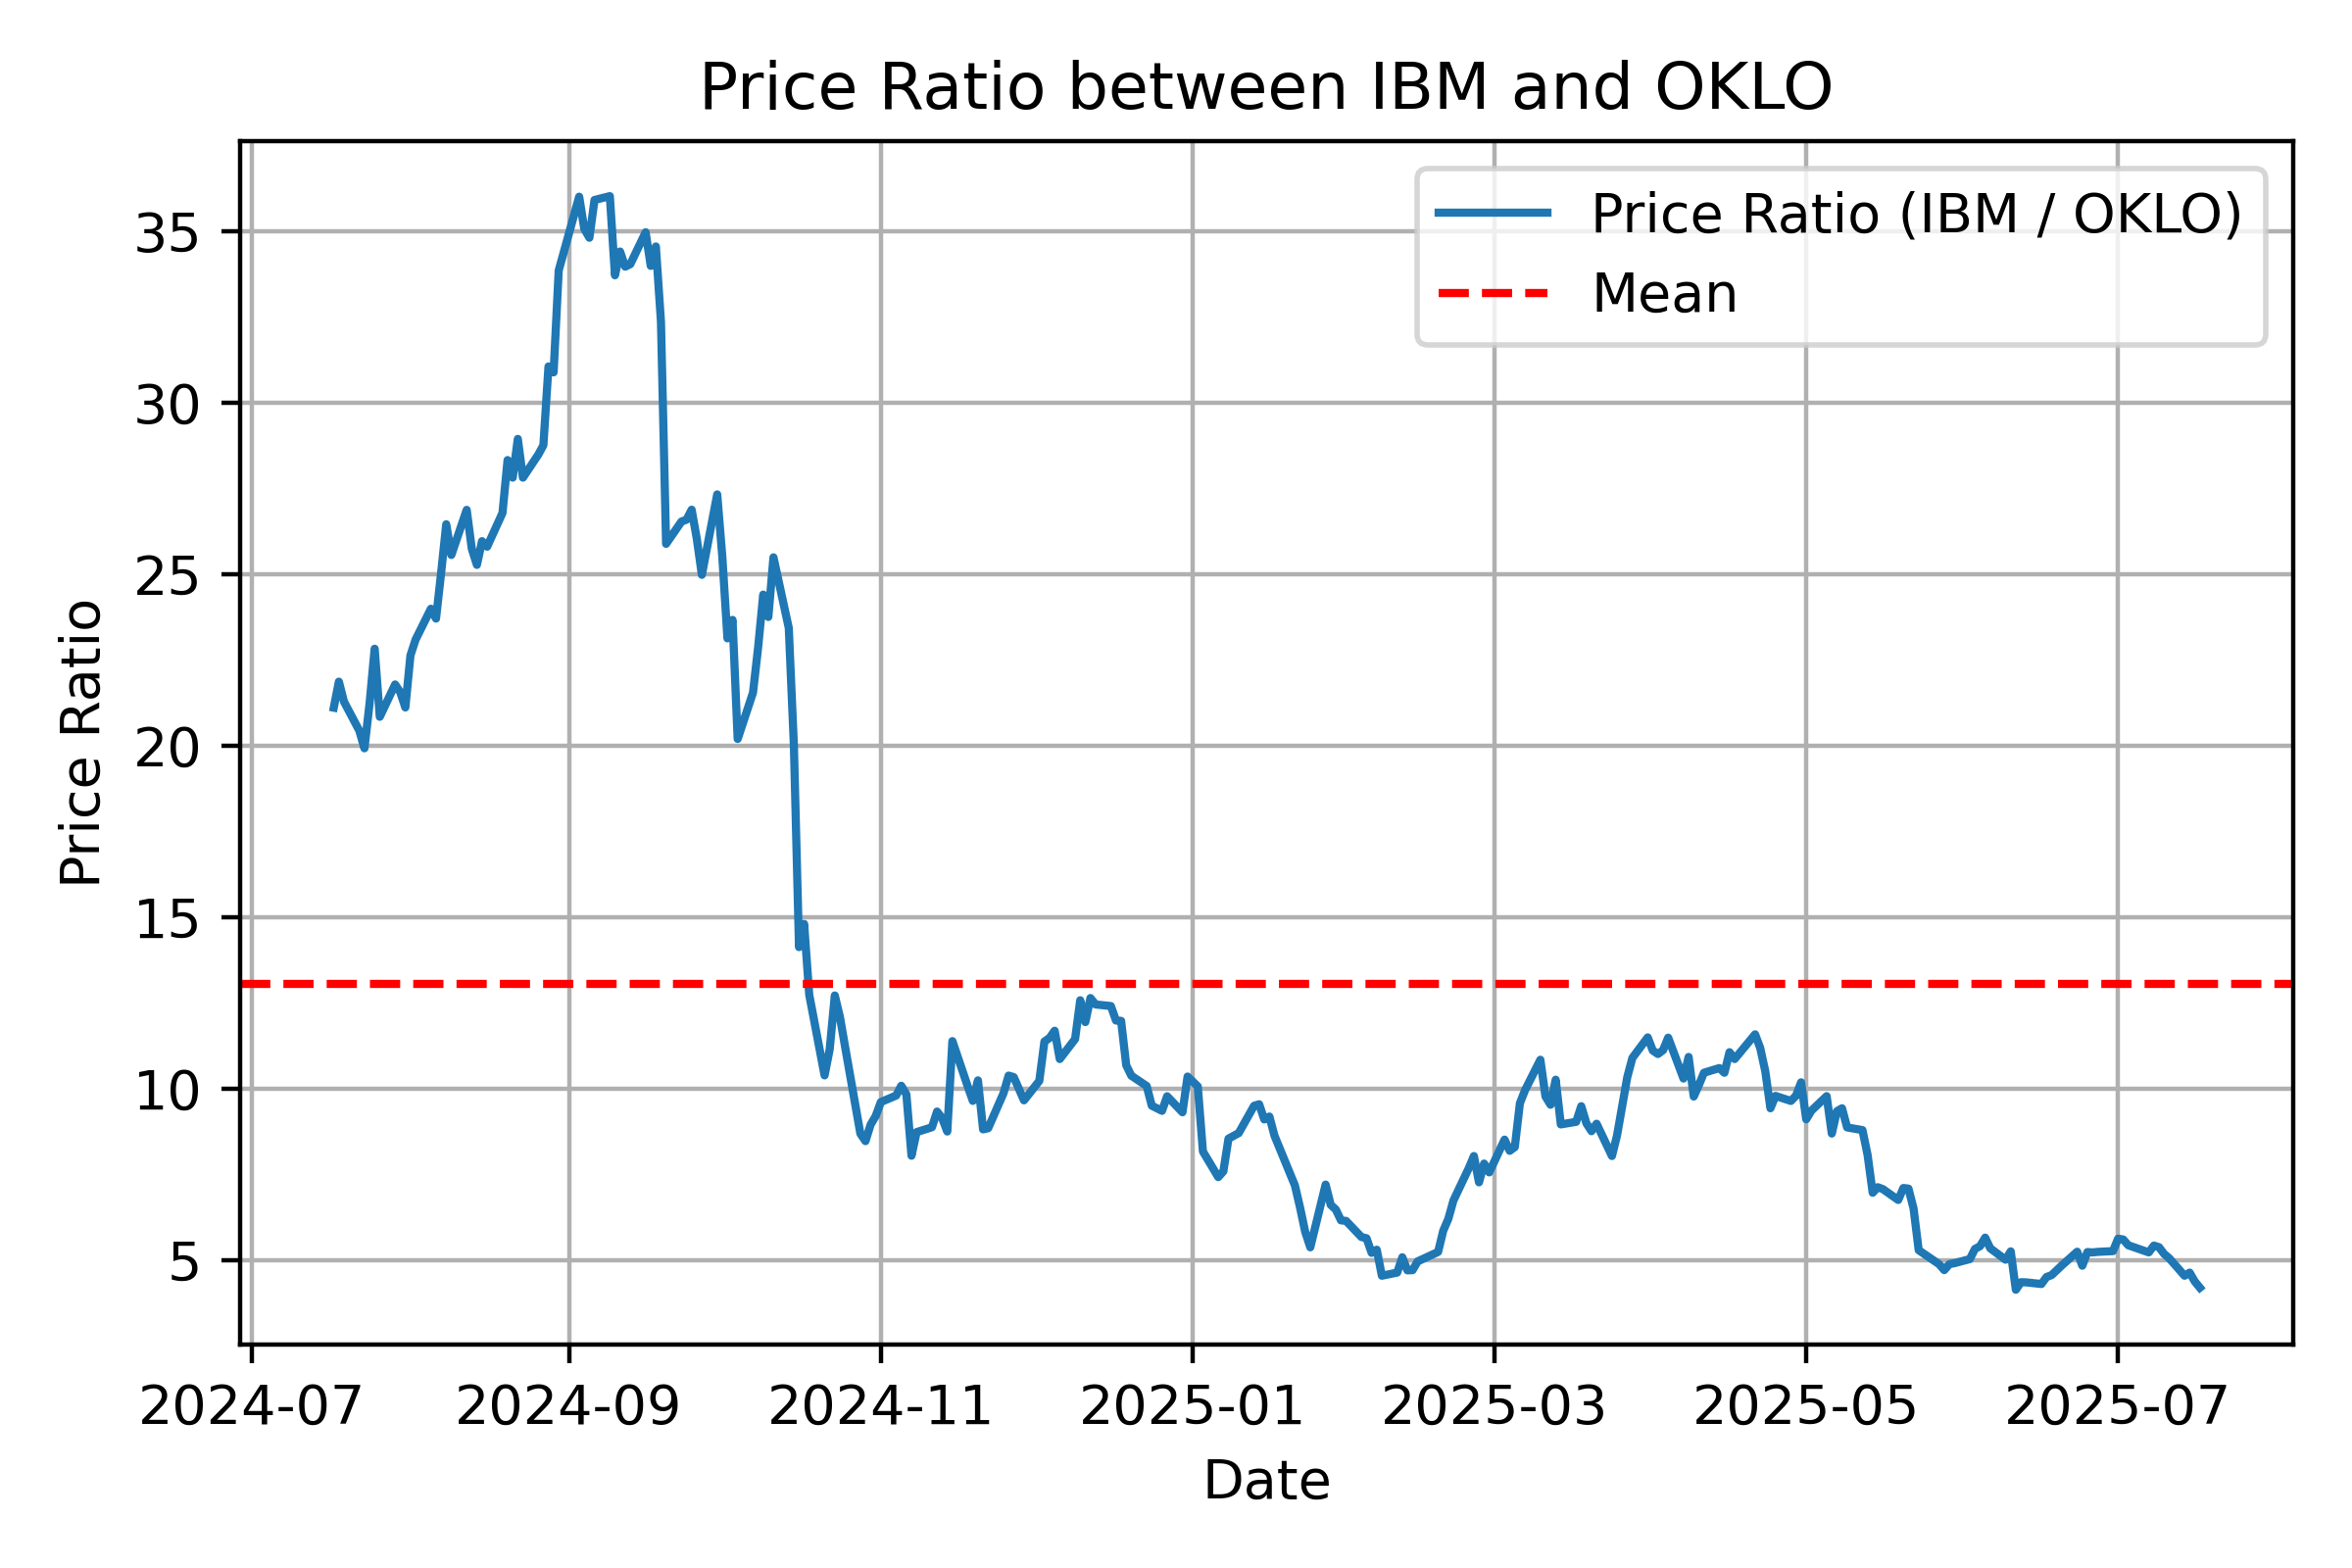 Price Ratio between IBM and OKLO
Price Ratio (IBM / OKLO)
Mean
35
30
25
20
15
10
5
Price Ratio
2024-07 2024-09 2024-11 2025-01 2025-03 2025-05 2025-07
Date